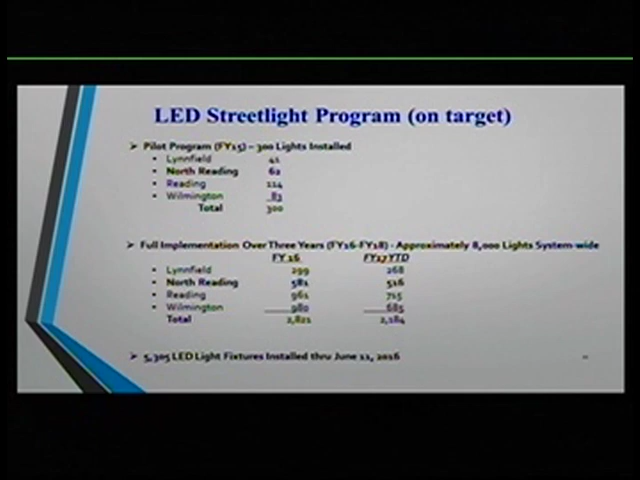 LED Streetlight Program (on target)
➢ Pilot Program (FY15) – 300 Lights Installed
• Lynnfield 41
• North Reading 62
• Reading 114
• Wilmington 83
Total 300
➢ Full Implementation Over Three Years (FY16-FY18) - Approximately 8,000 Lights System-wide
FY 16 FY17 YTD
• Lynnfield 299 268
• North Reading 581 516
• Reading 961 715
• Wilmington 980 685
Total 2,821 2,184
➢ 5,305 LED Light Fixtures Installed thru June 2016